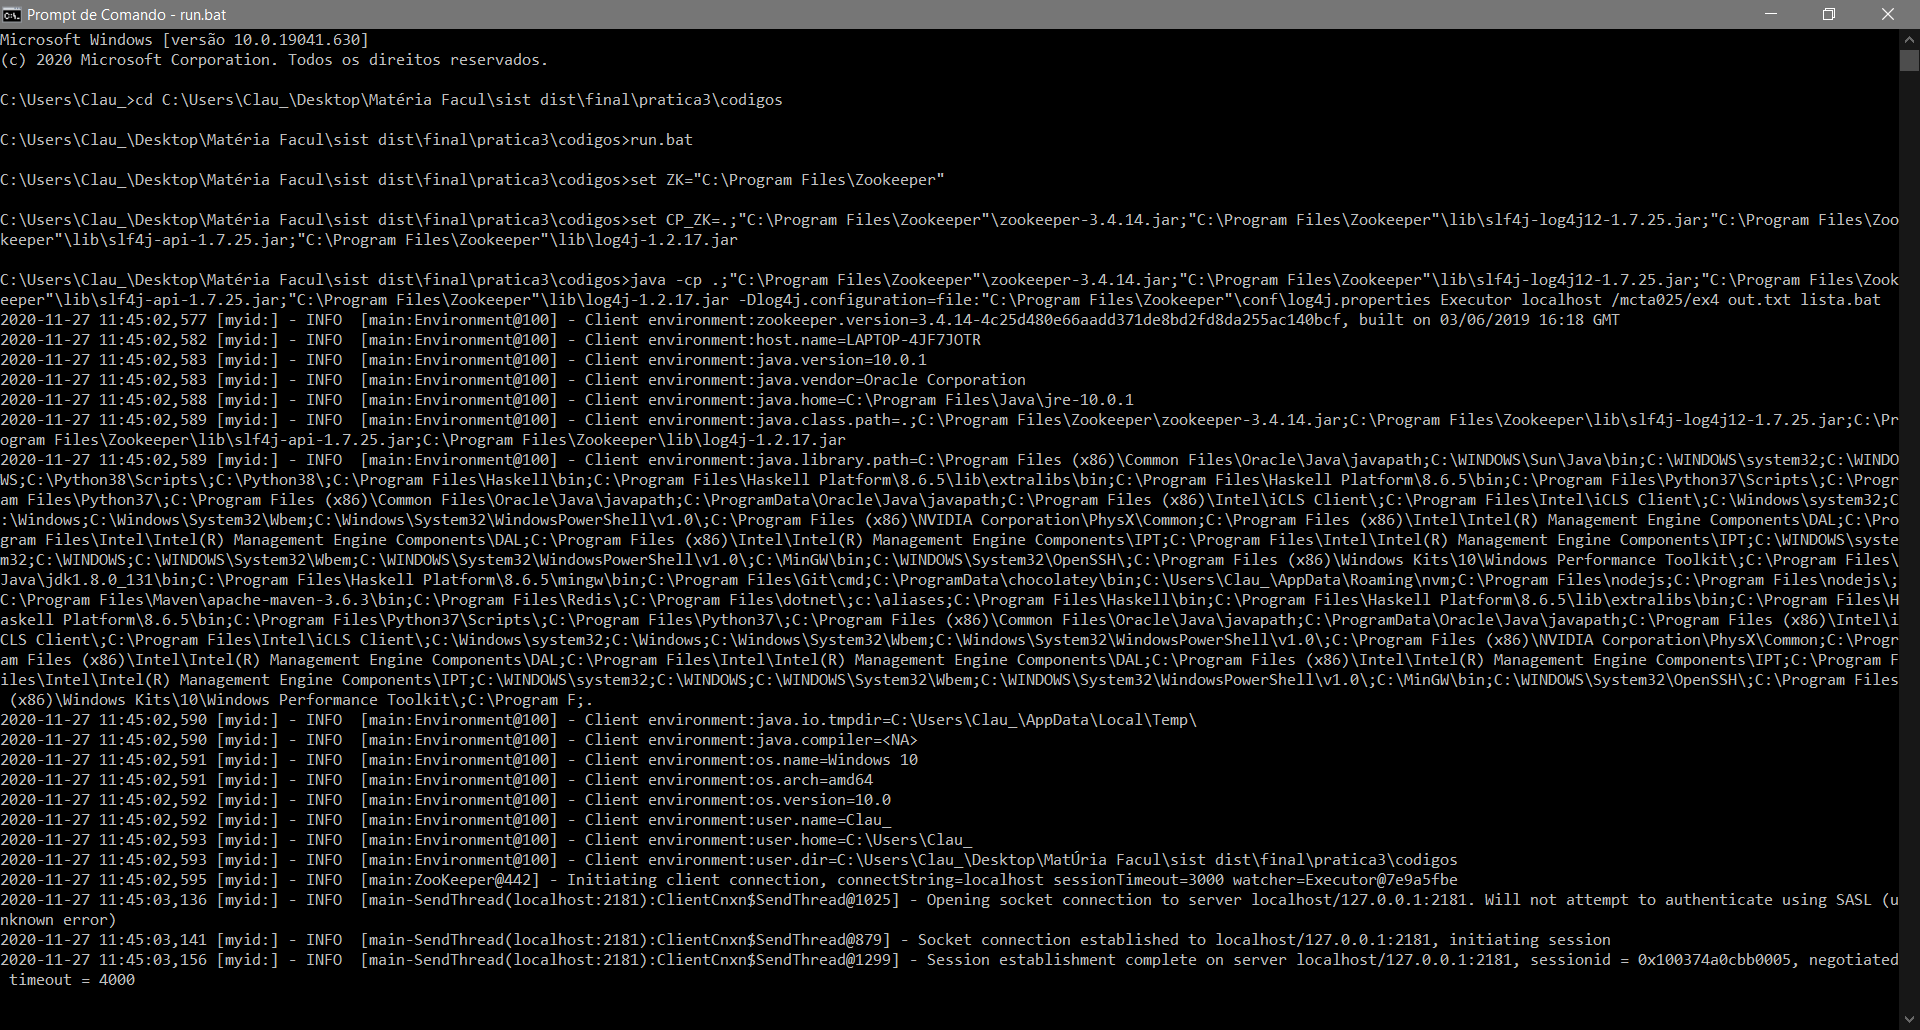 Prompt de Comando - run.bat
Microsoft Windows [versão 10.0.19041.630]
(c) 2020 Microsoft Corporation. Todos os direitos reservados.
C:\Users\Clau_>cd C:\Users\Clau_\Desktop\Matéria Facul\sist dist\final\pratica3\codigos
C:\Users\Clau_\Desktop\Matéria Facul\sist dist\final\pratica3\codigos>run.bat
C:\Users\Clau_\Desktop\Matéria Facul\sist dist\final\pratica3\codigos>set ZK="C:\Program Files\Zookeeper"
C:\Users\Clau_\Desktop\Matéria Facul\sist dist\final\pratica3\codigos>set CP_ZK=.;"C:\Program Files\Zookeeper"\zookeeper-3.4.14.jar;"C:\Program Files\Zookeeper"\lib\slf4j-log4j12-1.7.25.jar;"C:\Program Files\Zoo
keeper"\lib\slf4j-api-1.7.25.jar;"C:\Program Files\Zookeeper"\lib\log4j-1.2.17.jar
C:\Users\Clau_\Desktop\Matéria Facul\sist dist\final\pratica3\codigos>java -cp .;"C:\Program Files\Zookeeper"\zookeeper-3.4.14.jar;"C:\Program Files\Zookeeper"\lib\slf4j-log4j12-1.7.25.jar;"C:\Program Files\Zook
eeper"\lib\slf4j-api-1.7.25.jar;"C:\Program Files\Zookeeper"\lib\log4j-1.2.17.jar -Dlog4j.configuration=file:"C:\Program Files\Zookeeper"\conf\log4j.properties Executor localhost /mcta025/ex4 out.txt lista.bat
2020-11-27 11:45:02,577 [myid:] - INFO  [main:Environment@100] - Client environment:zookeeper.version=3.4.14-4c25d480e66aadd371de8bd2fd8da255ac140bcf, built on 03/06/2019 16:18 GMT
2020-11-27 11:45:02,582 [myid:] - INFO  [main:Environment@100] - Client environment:host.name=LAPTOP-4JF7JOTR
2020-11-27 11:45:02,583 [myid:] - INFO  [main:Environment@100] - Client environment:java.version=10.0.1
2020-11-27 11:45:02,583 [myid:] - INFO  [main:Environment@100] - Client environment:java.vendor=Oracle Corporation
2020-11-27 11:45:02,588 [myid:] - INFO  [main:Environment@100] - Client environment:java.home=C:\Program Files\Java\jre-10.0.1
2020-11-27 11:45:02,589 [myid:] - INFO  [main:Environment@100] - Client environment:java.class.path=.;C:\Program Files\Zookeeper\zookeeper-3.4.14.jar;C:\Program Files\Zookeeper\lib\slf4j-log4j12-1.7.25.jar;C:\Pr
ogram Files\Zookeeper\lib\slf4j-api-1.7.25.jar;C:\Program Files\Zookeeper\lib\log4j-1.2.17.jar
2020-11-27 11:45:02,589 [myid:] - INFO  [main:Environment@100] - Client environment:java.library.path=C:\Program Files (x86)\Common Files\Oracle\Java\javapath;C:\WINDOWS\Sun\Java\bin;C:\WINDOWS\system32;C:\WINDO
WS;C:\Python38\Scripts\;C:\Python38\;C:\Program Files\Haskell\bin;C:\Program Files\Haskell Platform\8.6.5\lib\extralibs\bin;C:\Program Files\Haskell Platform\8.6.5\bin;C:\Program Files\Python37\Scripts\;C:\Progr
am Files\Python37\;C:\Program Files (x86)\Common Files\Oracle\Java\javapath;C:\ProgramData\Oracle\Java\javapath;C:\Program Files (x86)\Intel\iCLS Client\;C:\Program Files\Intel\iCLS Client\;C:\Windows\system32;C
:\Windows;C:\Windows\System32\Wbem;C:\Windows\System32\WindowsPowerShell\v1.0\;C:\Program Files (x86)\NVIDIA Corporation\PhysX\Common;C:\Program Files (x86)\Intel\Intel(R) Management Engine Components\DAL;C:\Pro
gram Files\Intel\Intel(R) Management Engine Components\DAL;C:\Program Files (x86)\Intel\Intel(R) Management Engine Components\IPT;C:\Program Files\Intel\Intel(R) Management Engine Components\IPT;C:\WINDOWS\syste
m32;C:\WINDOWS;C:\WINDOWS\System32\Wbem;C:\WINDOWS\System32\WindowsPowerShell\v1.0\;C:\MinGW\bin;C:\WINDOWS\System32\OpenSSH\;C:\Program Files (x86)\Windows Kits\10\Windows Performance Toolkit\;C:\Program Files\
Java\jdk1.8.0_131\bin;C:\Program Files\Haskell Platform\8.6.5\mingw\bin;C:\Program Files\Git\cmd;C:\ProgramData\chocolatey\bin;C:\Users\Clau_\AppData\Roaming\nvm;C:\Program Files\nodejs;C:\Program Files\nodejs\;
C:\Program Files\Maven\apache-maven-3.6.3\bin;C:\Program Files\Redis\;C:\Program Files\dotnet\;c:\aliases;C:\Program Files\Haskell\bin;C:\Program Files\Haskell Platform\8.6.5\lib\extralibs\bin;C:\Program Files\H
askell Platform\8.6.5\bin;C:\Program Files\Python37\Scripts\;C:\Program Files\Python37\;C:\Program Files (x86)\Common Files\Oracle\Java\javapath;C:\ProgramData\Oracle\Java\javapath;C:\Program Files (x86)\Intel\i
CLS Client\;C:\Program Files\Intel\iCLS Client\;C:\Windows\system32;C:\Windows;C:\Windows\System32\Wbem;C:\Windows\System32\WindowsPowerShell\v1.0\;C:\Program Files (x86)\NVIDIA Corporation\PhysX\Common;C:\Progr
am Files (x86)\Intel\Intel(R) Management Engine Components\DAL;C:\Program Files\Intel\Intel(R) Management Engine Components\DAL;C:\Program Files (x86)\Intel\Intel(R) Management Engine Components\IPT;C:\Program F
iles\Intel\Intel(R) Management Engine Components\IPT;C:\WINDOWS\system32;C:\WINDOWS;C:\WINDOWS\System32\Wbem;C:\WINDOWS\System32\WindowsPowerShell\v1.0\;C:\MinGW\bin;C:\WINDOWS\System32\OpenSSH\;C:\Program Files
 (x86)\Windows Kits\10\Windows Performance Toolkit\;C:\Program F;.
2020-11-27 11:45:02,590 [myid:] - INFO  [main:Environment@100] - Client environment:java.io.tmpdir=C:\Users\Clau_\AppData\Local\Temp\
2020-11-27 11:45:02,590 [myid:] - INFO  [main:Environment@100] - Client environment:java.compiler=<NA>
2020-11-27 11:45:02,591 [myid:] - INFO  [main:Environment@100] - Client environment:os.name=Windows 10
2020-11-27 11:45:02,591 [myid:] - INFO  [main:Environment@100] - Client environment:os.arch=amd64
2020-11-27 11:45:02,592 [myid:] - INFO  [main:Environment@100] - Client environment:os.version=10.0
2020-11-27 11:45:02,592 [myid:] - INFO  [main:Environment@100] - Client environment:user.name=Clau_
2020-11-27 11:45:02,593 [myid:] - INFO  [main:Environment@100] - Client environment:user.home=C:\Users\Clau_
2020-11-27 11:45:02,593 [myid:] - INFO  [main:Environment@100] - Client environment:user.dir=C:\Users\Clau_\Desktop\MatÚria Facul\sist dist\final\pratica3\codigos
2020-11-27 11:45:02,595 [myid:] - INFO  [main:ZooKeeper@442] - Initiating client connection, connectString=localhost sessionTimeout=3000 watcher=Executor@7e9a5fbe
2020-11-27 11:45:03,136 [myid:] - INFO  [main-SendThread(localhost:2181):ClientCnxn$SendThread@1025] - Opening socket connection to server localhost/127.0.0.1:2181. Will not attempt to authenticate using SASL (u
nknown error)
2020-11-27 11:45:03,141 [myid:] - INFO  [main-SendThread(localhost:2181):ClientCnxn$SendThread@879] - Socket connection established to localhost/127.0.0.1:2181, initiating session
2020-11-27 11:45:03,156 [myid:] - INFO  [main-SendThread(localhost:2181):ClientCnxn$SendThread@1299] - Session establishment complete on server localhost/127.0.0.1:2181, sessionid = 0x100374a0cbb0005, negotiated
 timeout = 4000